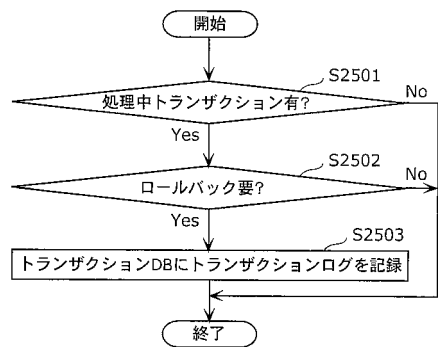 開始
S2501
処理中トランザクション有?
No
Yes
S2502
ロールバック要?
No
Yes
S2503
トランザクションDBにトランザクションログを記録
終了